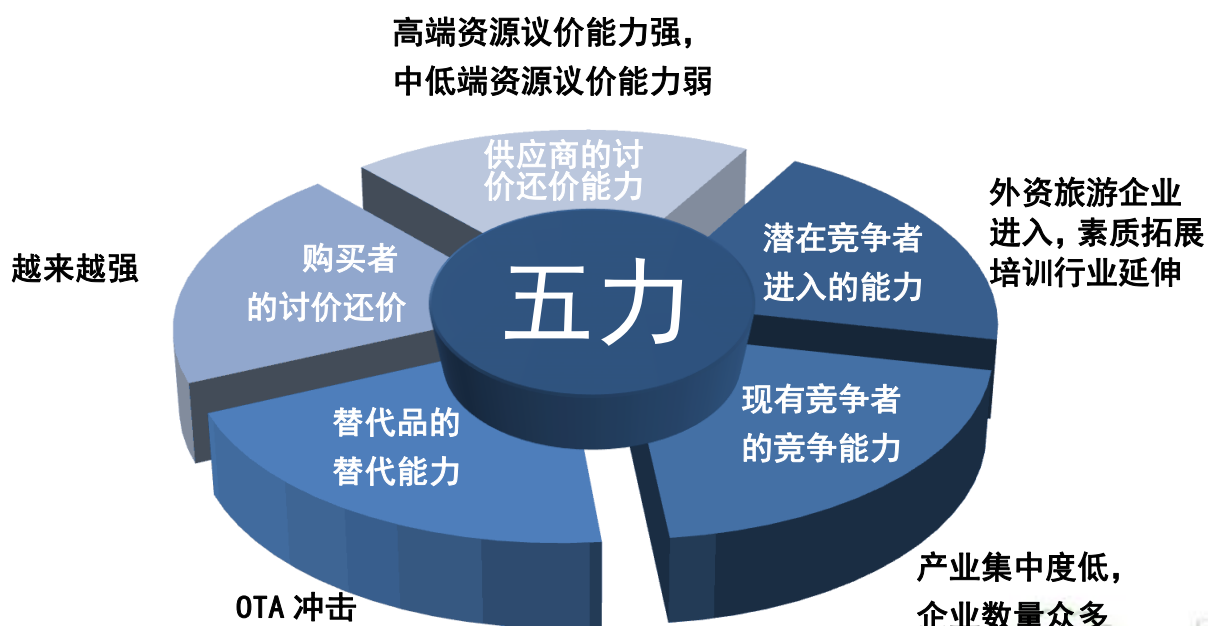 高端资源议价能力强，
中低端资源议价能力弱
供应商的讨
价还价能力
外资旅游企业
进入，素质拓展
培训行业延伸
潜在竞争者
进入的能力
越来越强
购买者
的讨价还价
五力
现有竞争者
的竞争能力
替代品的
替代能力
产业集中度低，
企业数量众多
OTA 冲击